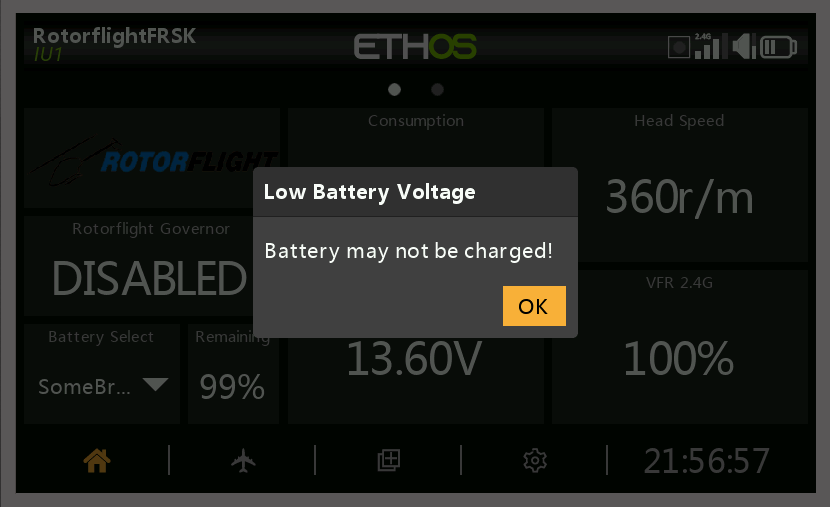 RotorflightFRSK
IU1
ETHOS
2.4G
Consumption
Head Speed
ROTORFLIGHT
360r/m
Low Battery Voltage
Battery may not be charged!
OK
Rotorflight Governor
DISABLED
VFR 2.4G
Battery Select
Remaining
13.60V
100%
SomeBr...
99%
21:56:57